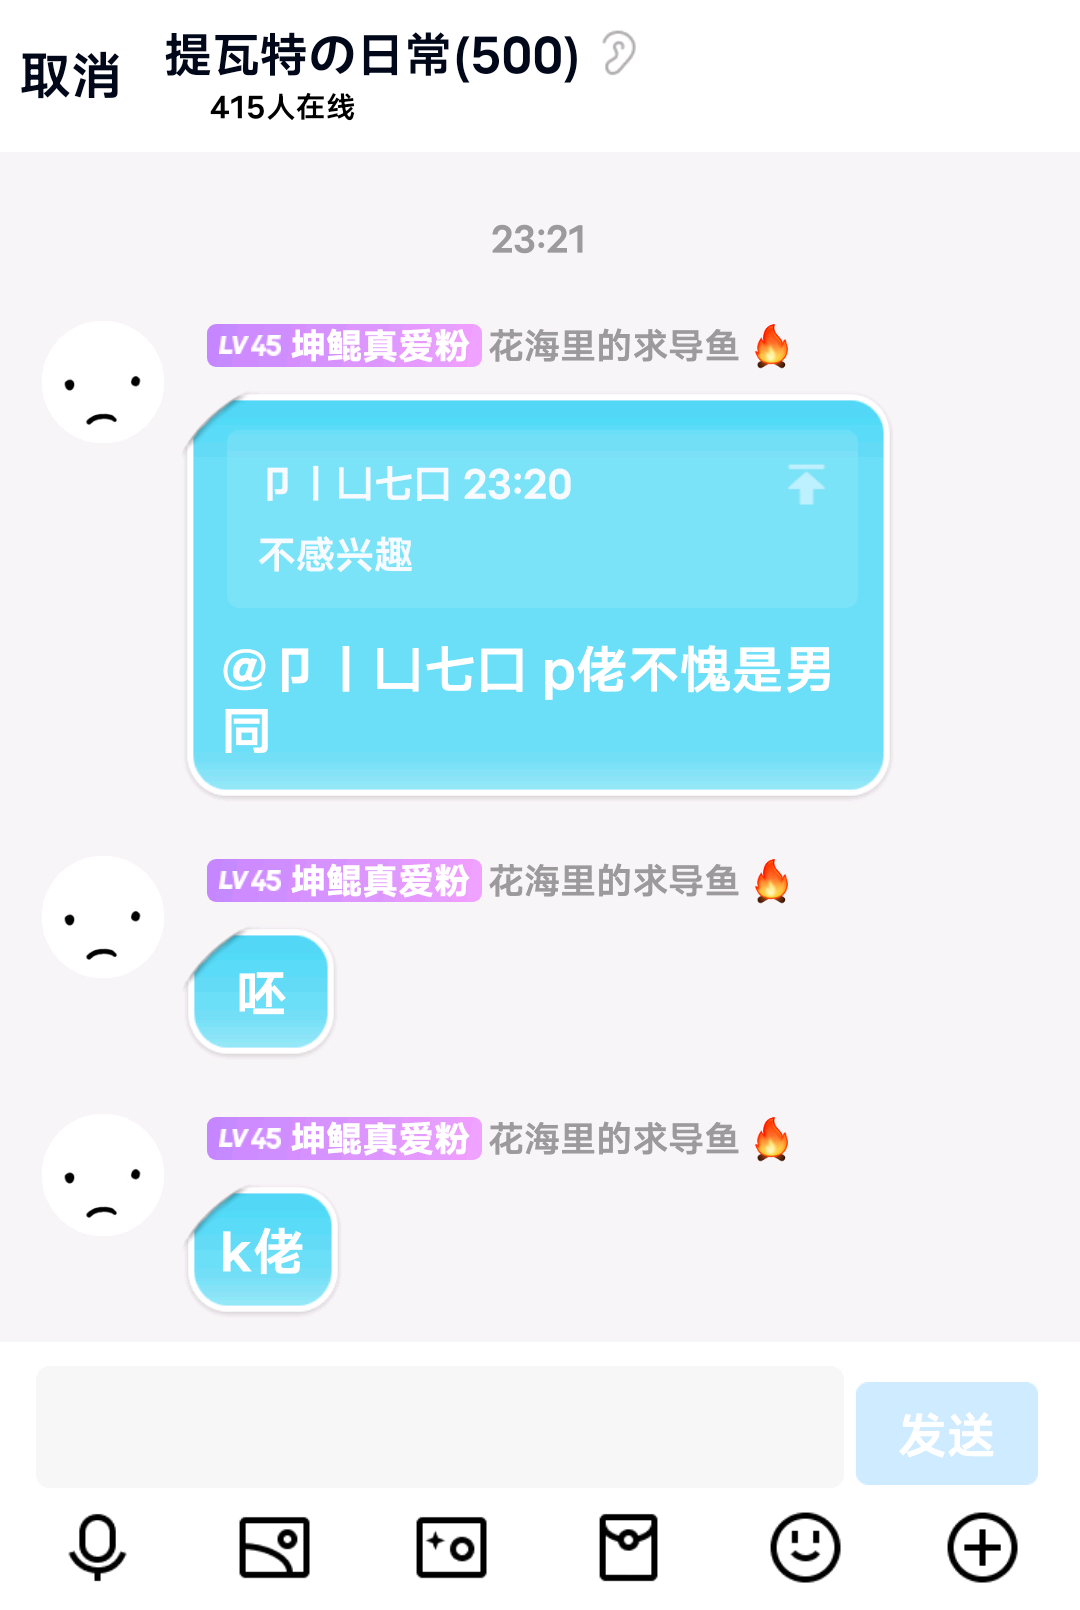 取消
提瓦特の日常(500)
415人在线
23:21
LV45 坤鲲真爱粉 花海里的求导鱼 🔥
卩丨凵七口 23:20
不感兴趣
@卩丨凵七口 p佬不愧是男
同
LV45 坤鲲真爱粉 花海里的求导鱼 🔥
呸
LV45 坤鲲真爱粉 花海里的求导鱼 🔥
k佬
发送